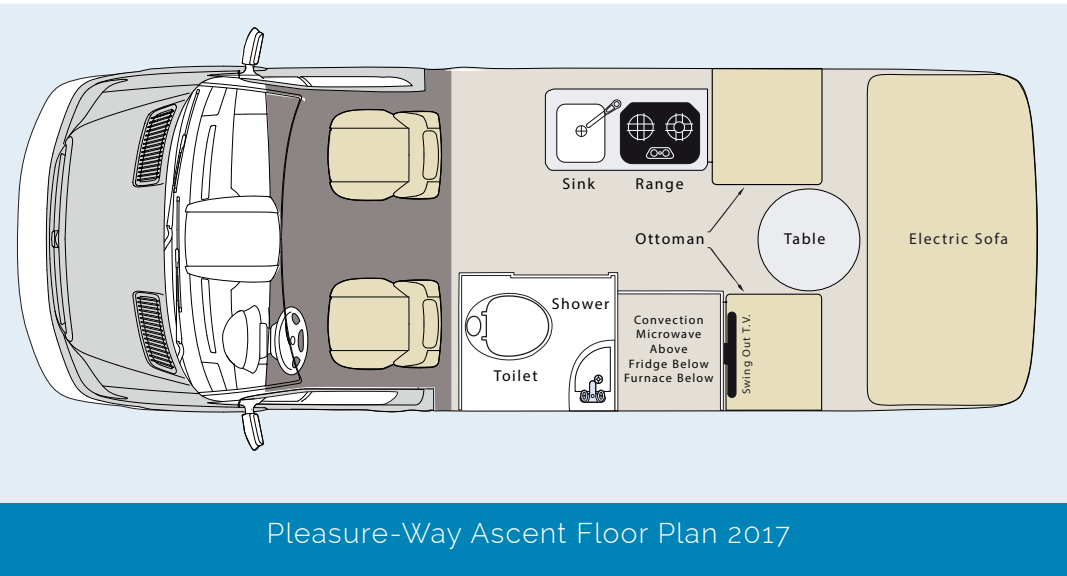 Sink
Range
Ottoman
Table
Electric Sofa
Shower
Toilet
Convection
Microwave
Above
Fridge Below
Furnace Below
Swing Out T.V.
Pleasure-Way Ascent Floor Plan 2017